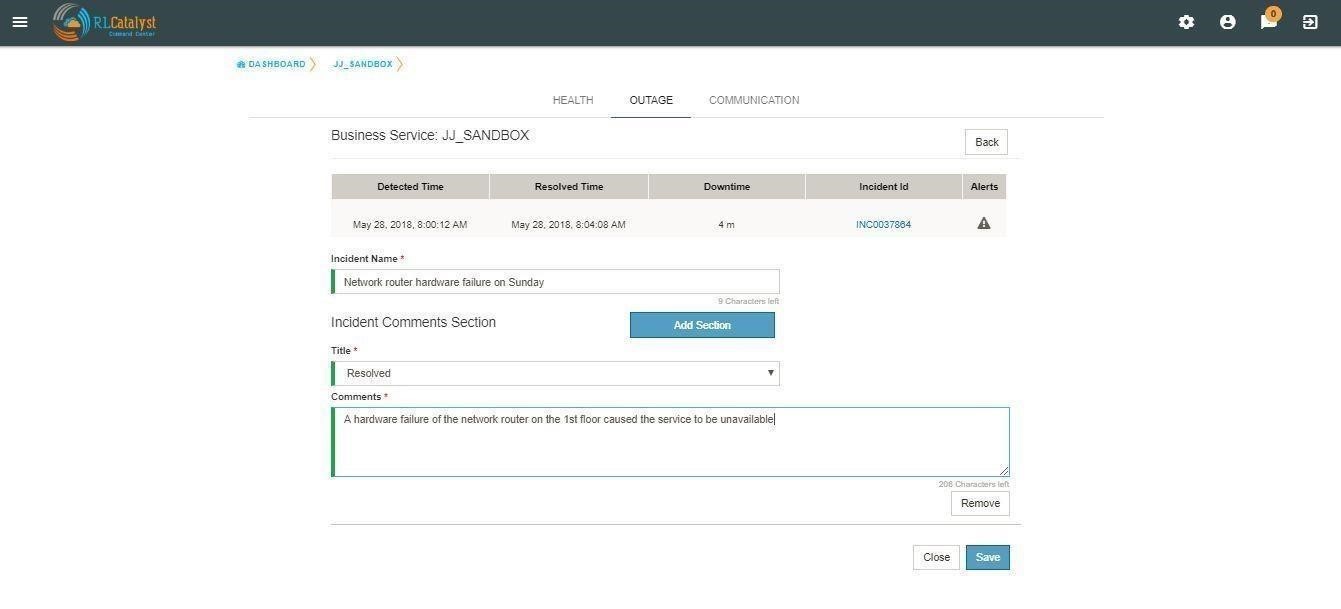 RLCatalyst
Command Center
0
DASHBOARD JJ_SANDBOX
HEALTH OUTAGE COMMUNICATION
Business Service: JJ_SANDBOX
Back
Detected Time Resolved Time Downtime Incident Id Alerts
May 28, 2018, 8:00:12 AM May 28, 2018, 8:04:08 AM 4 m INC0037864
Incident Name *
Network router hardware failure on Sunday
9 Characters left
Incident Comments Section
Add Section
Title *
Resolved
Comments *
A hardware failure of the network router on the 1st floor caused the service to be unavailable
206 Characters left
Remove
Close Save